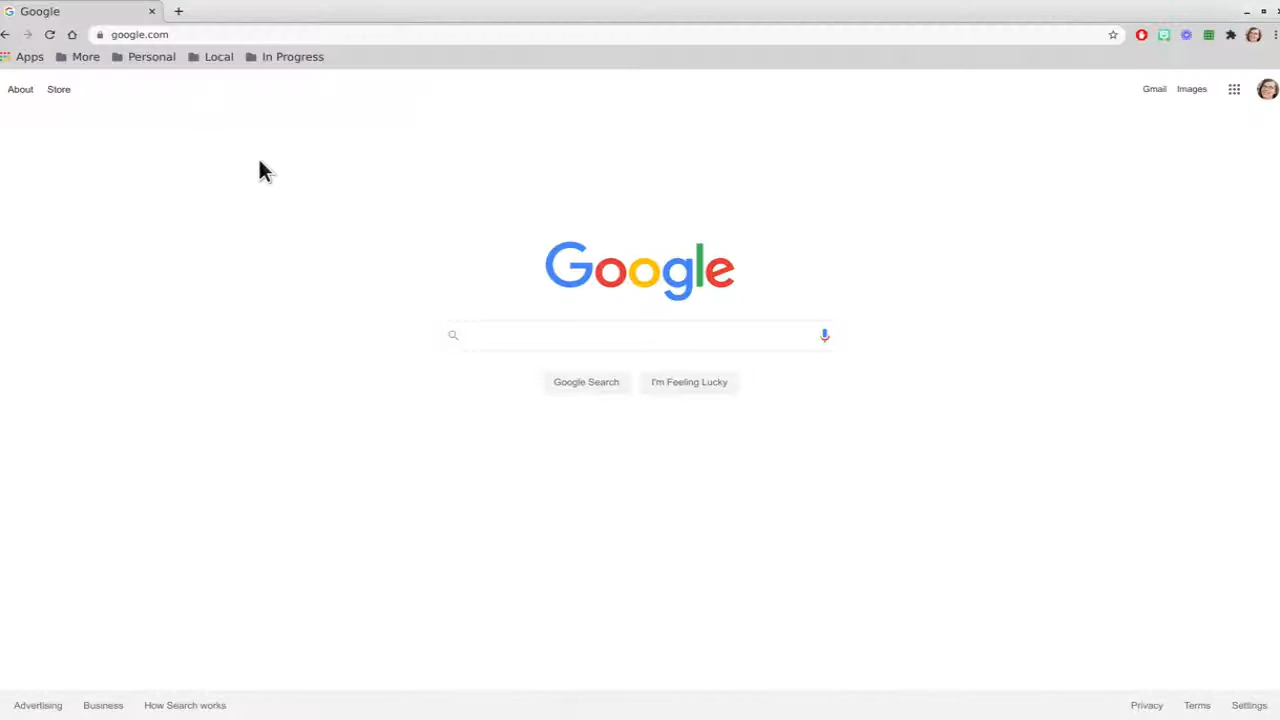 Google
google.com
Apps More Personal Local In Progress
About Store Gmail Images
Google
Google Search I'm Feeling Lucky
Advertising Business How Search works Privacy Terms Settings